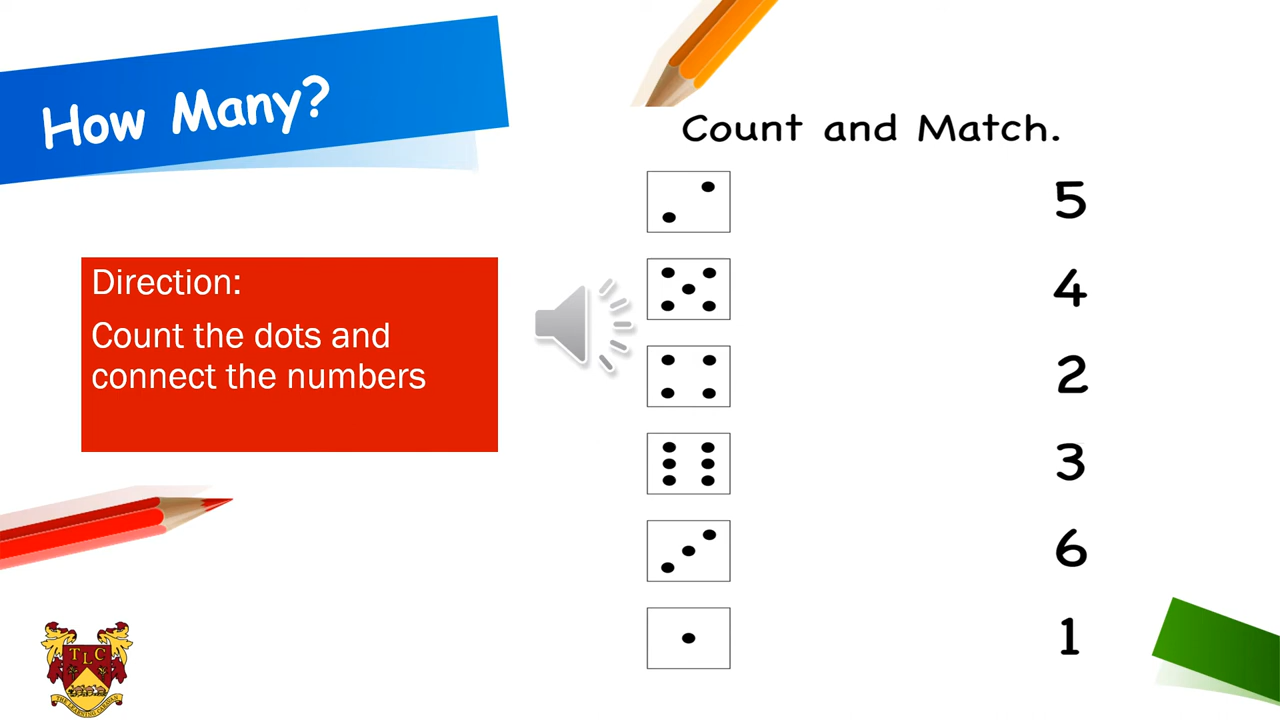 How Many?
Count and Match.
Direction:
Count the dots and
connect the numbers
5
4
2
3
6
1
TLC